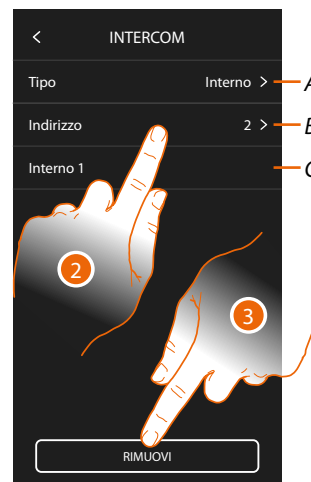 < INTERCOM
Tipo Interno > A
Indirizzo 2 > B
Interno 1 C
2
3
RIMUOVI